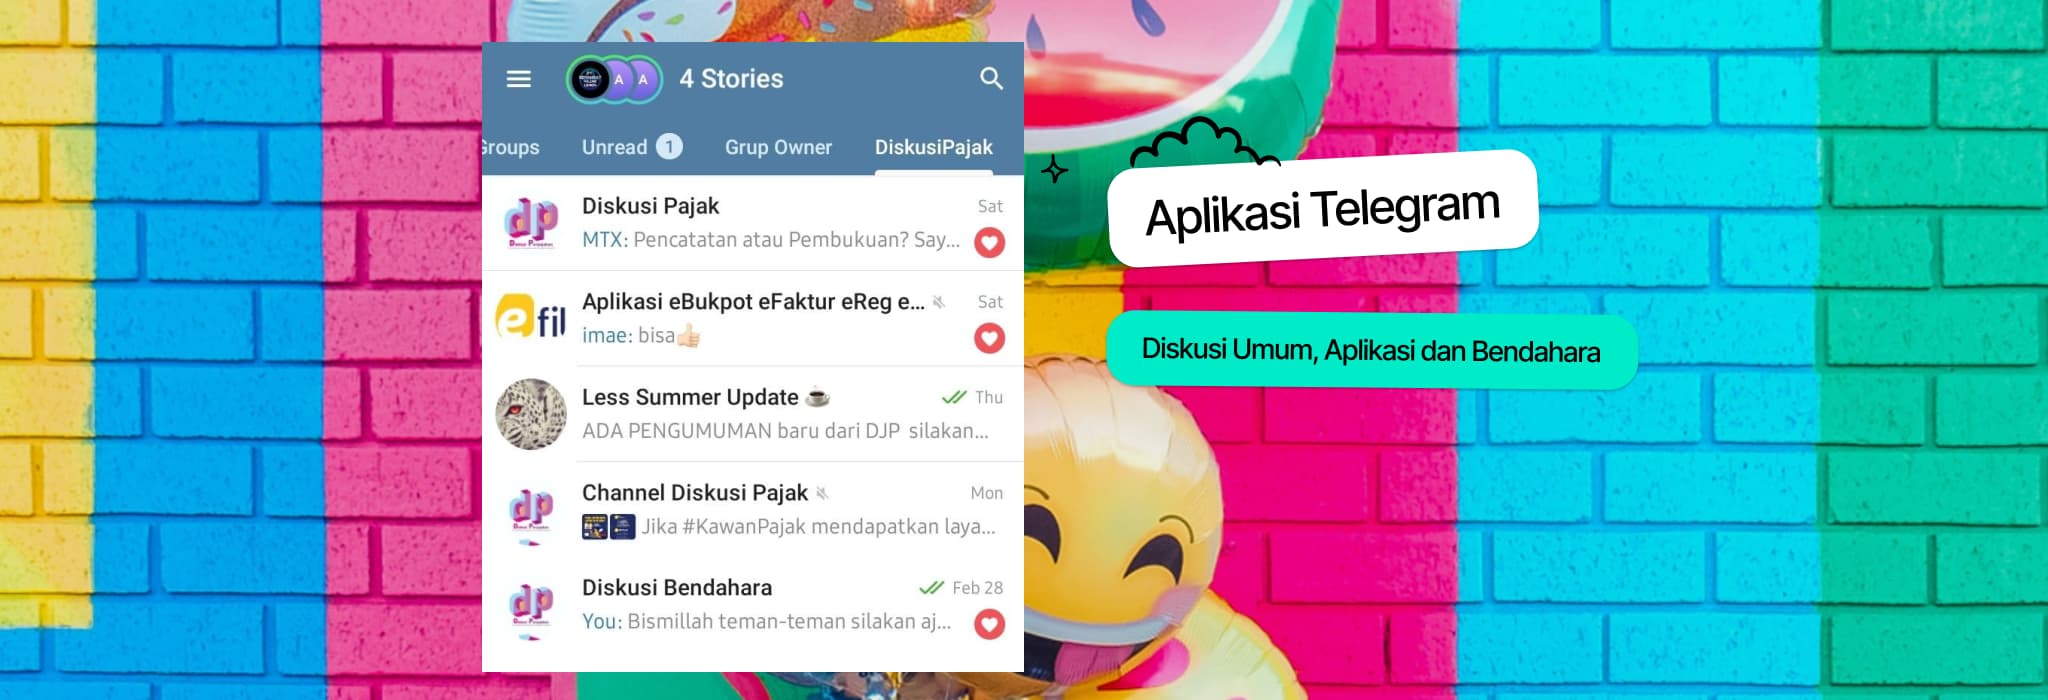 4 Stories
Groups
Unread 1
Grup Owner
DiskusiPajak
Diskusi Pajak
Sat
MTX: Pencatatan atau Pembukuan? Say...
Aplikasi eBukpot eFaktur eReg e...
Sat
imae: bisa👍🏻
Less Summer Update ☕
Thu
ADA PENGUMUMAN baru dari DJP silakan...
Channel Diskusi Pajak
Mon
Jika #KawanPajak mendapatkan laya...
Diskusi Bendahara
Feb 28
You: Bismillah teman-teman silakan aj...
A A
dp
efil
dp
dp
Aplikasi Telegram
Diskusi Umum, Aplikasi dan Bendahara